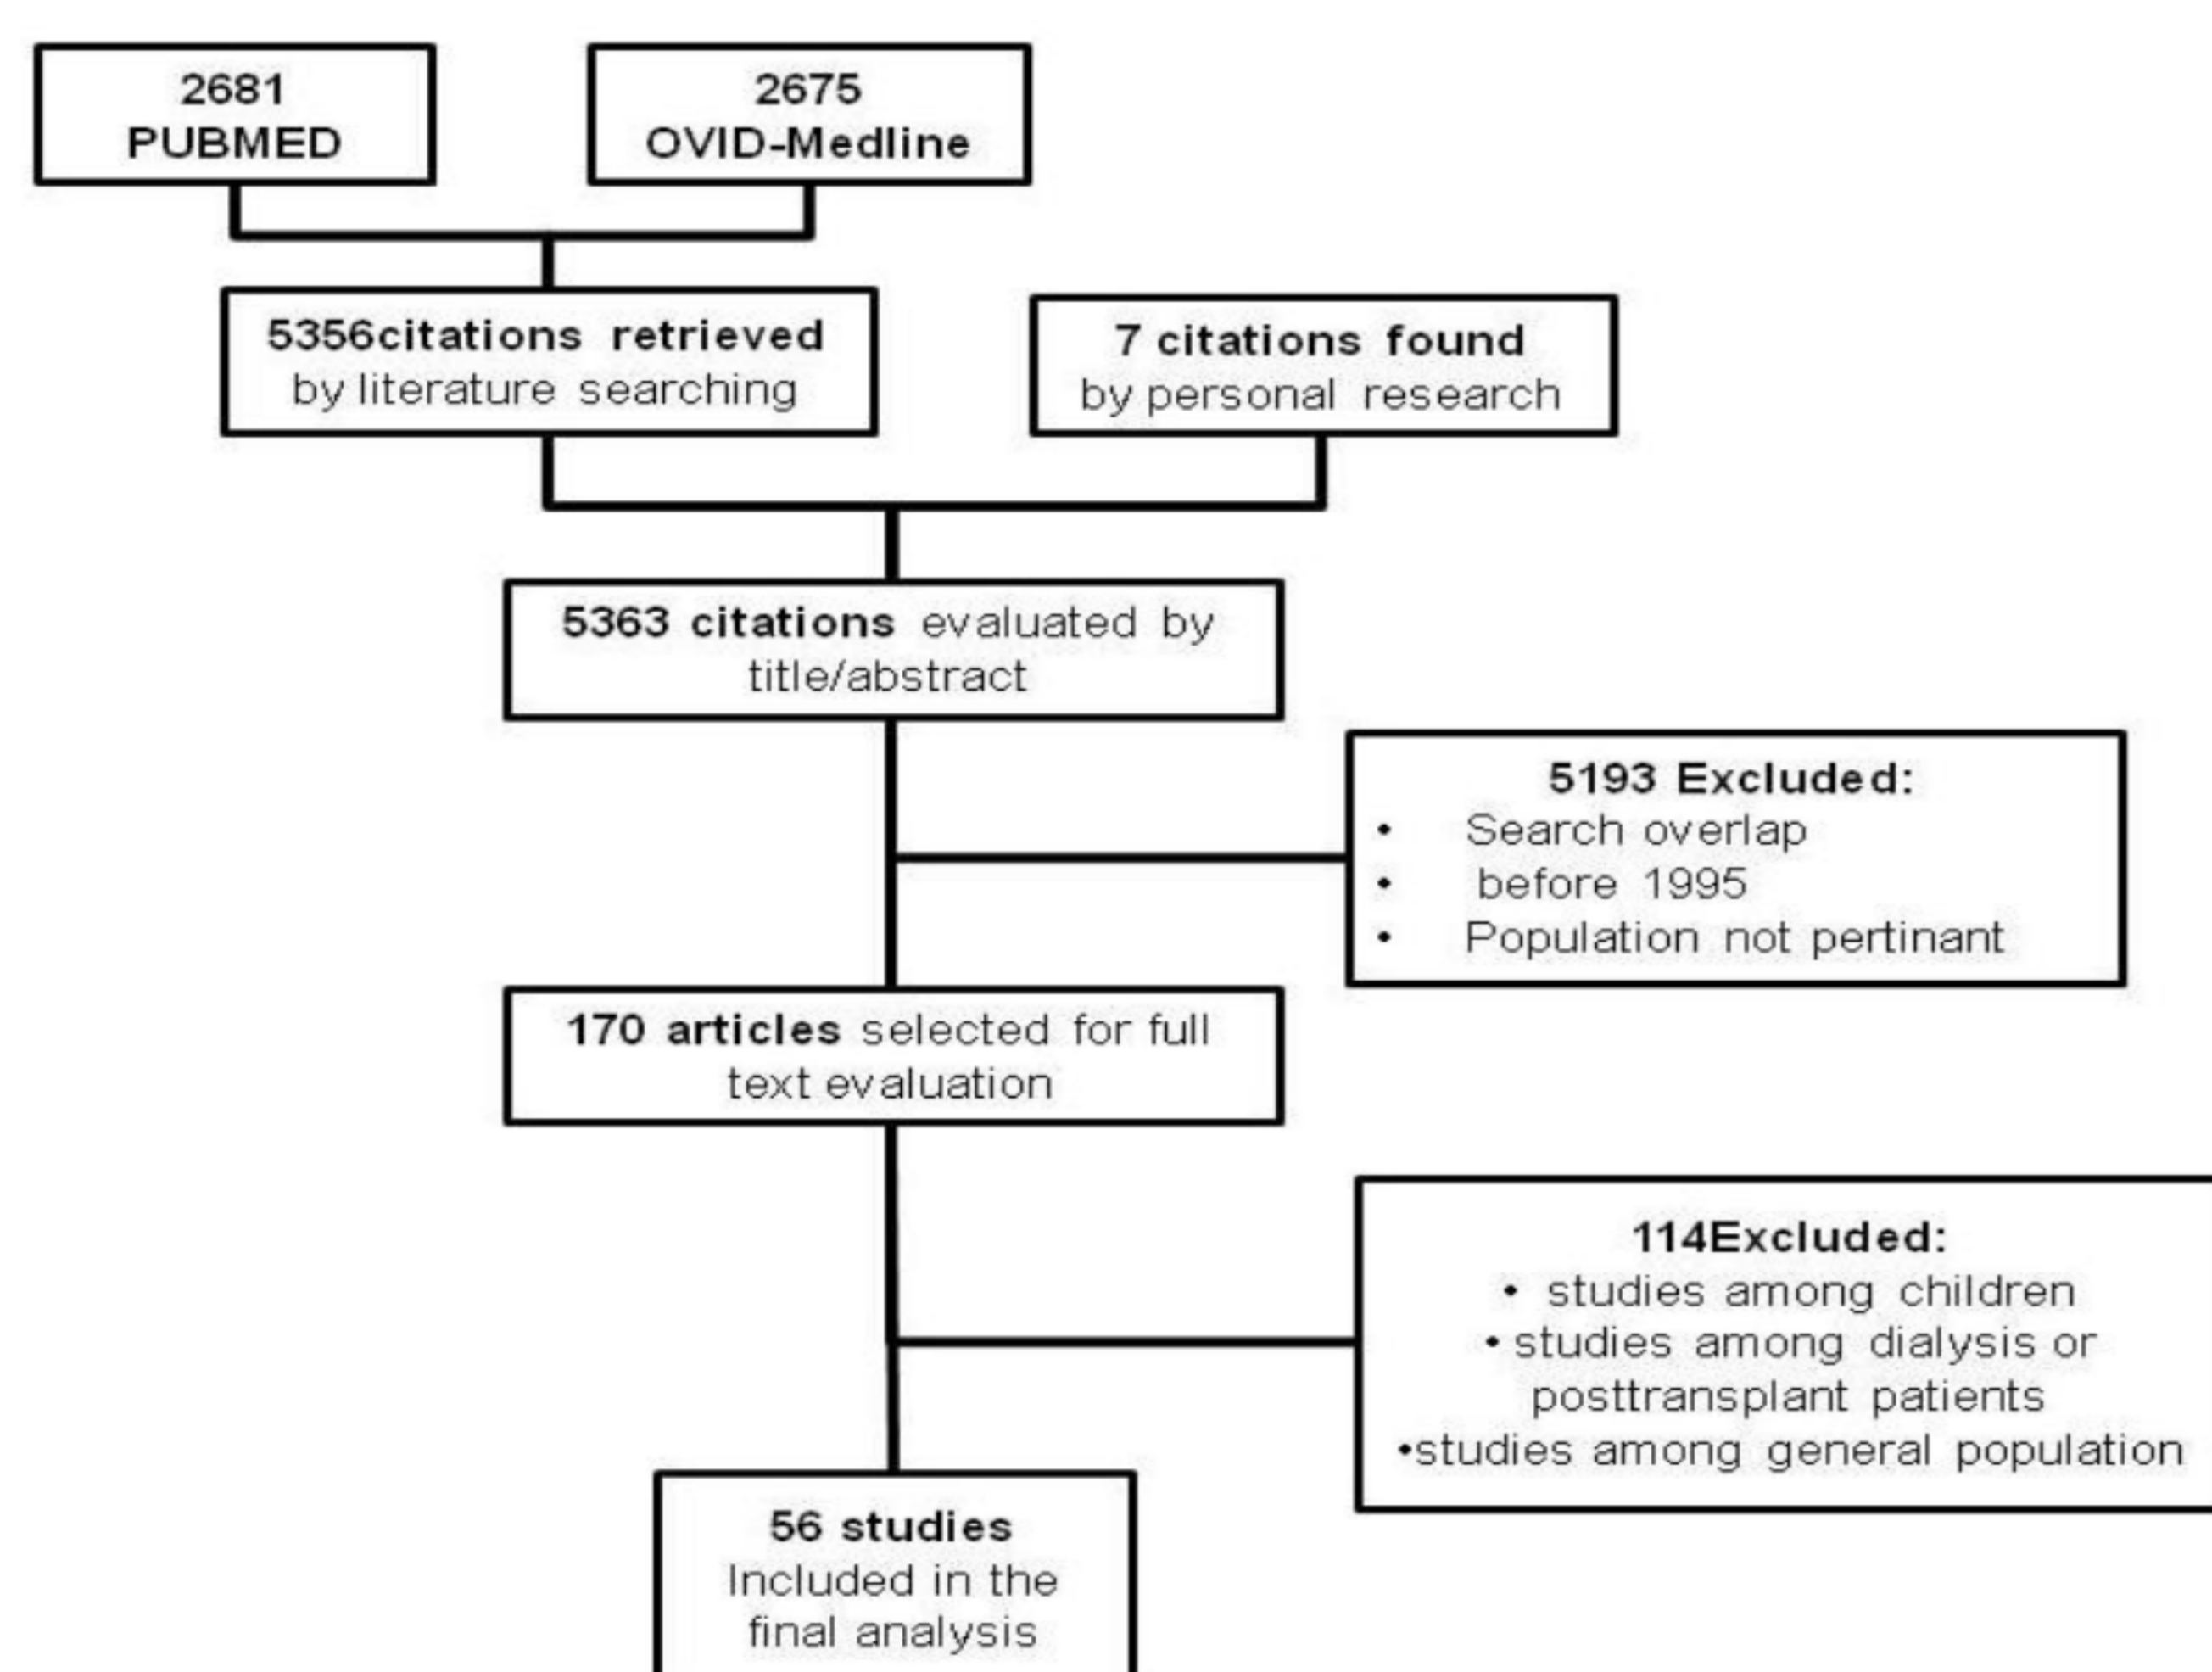 2681
PUBMED
2675
OVID-Medline
5356citations retrieved
by literature searching
7 citations found
by personal research
5363 citations evaluated by
title/abstract
5193 Excluded:
• Search overlap
• before 1995
• Population not pertinant
170 articles selected for full
text evaluation
114Excluded:
• studies among children
• studies among dialysis or
posttransplant patients
•studies among general population
56 studies
Included in the
final analysis